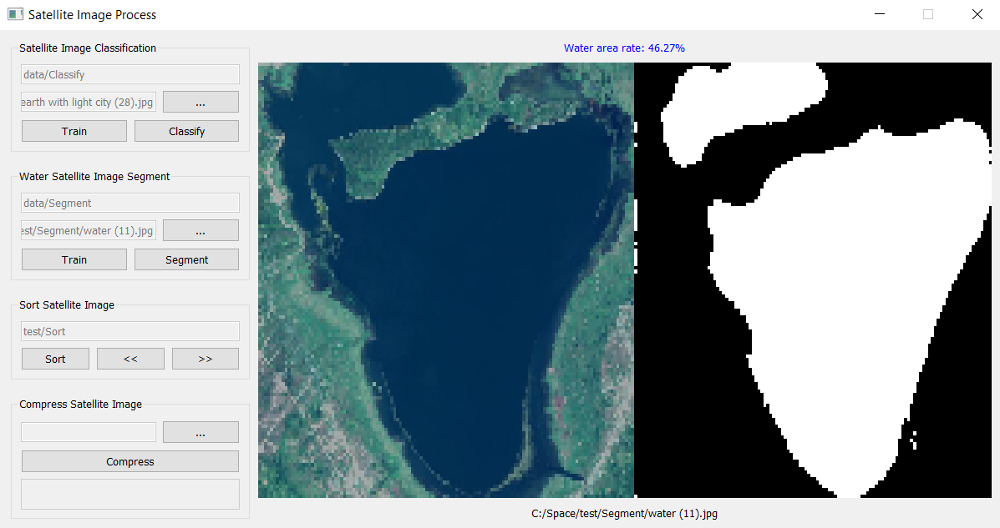 Satellite Image Process
Satellite Image Classification
data/Classify
earth with light city (28).jpg
...
Train
Classify
Water Satellite Image Segment
data/Segment
est/Segment/water (11).jpg
...
Train
Segment
Sort Satellite Image
test/Sort
Sort
<<
>>
Compress Satellite Image
...
Compress
Water area rate: 46.27%
C:/Space/test/Segment/water (11).jpg